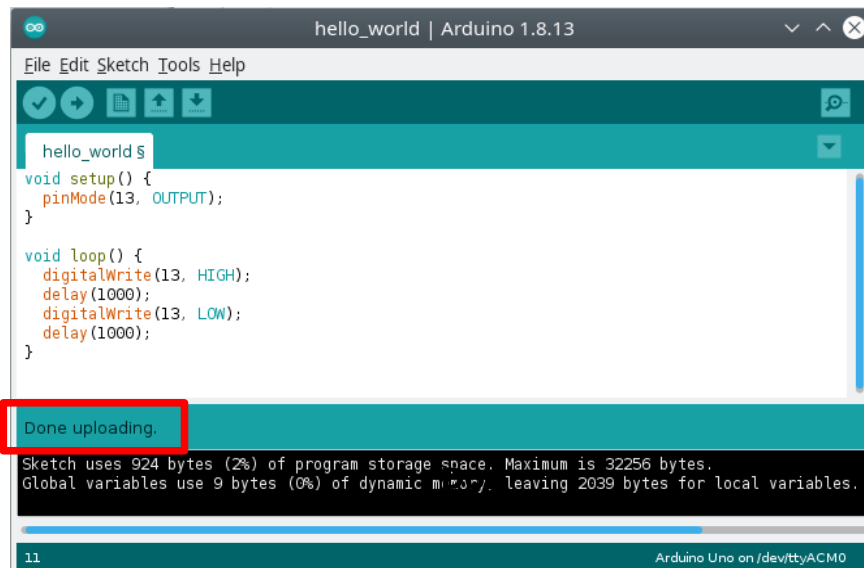 hello_world | Arduino 1.8.13
File Edit Sketch Tools Help
hello_world §
void setup() {
  pinMode(13, OUTPUT);
}
void loop() {
  digitalWrite(13, HIGH);
  delay(1000);
  digitalWrite(13, LOW);
  delay(1000);
}
Done uploading.
Sketch uses 924 bytes (2%) of program storage space. Maximum is 32256 bytes.
Global variables use 9 bytes (0%) of dynamic memory, leaving 2039 bytes for local variables.
11 Arduino Uno on /dev/ttyACM0